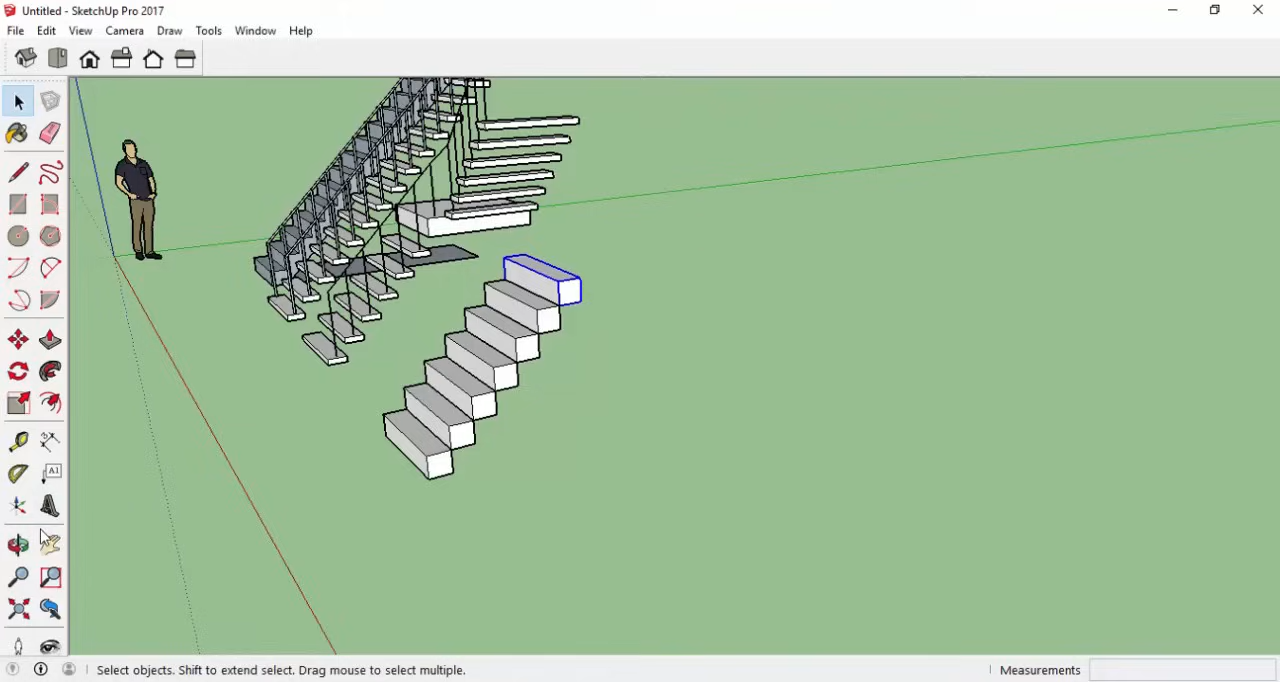 Untitled - SketchUp Pro 2017
File Edit View Camera Draw Tools Window Help
A1
Select objects. Shift to extend select. Drag mouse to select multiple.
Measurements